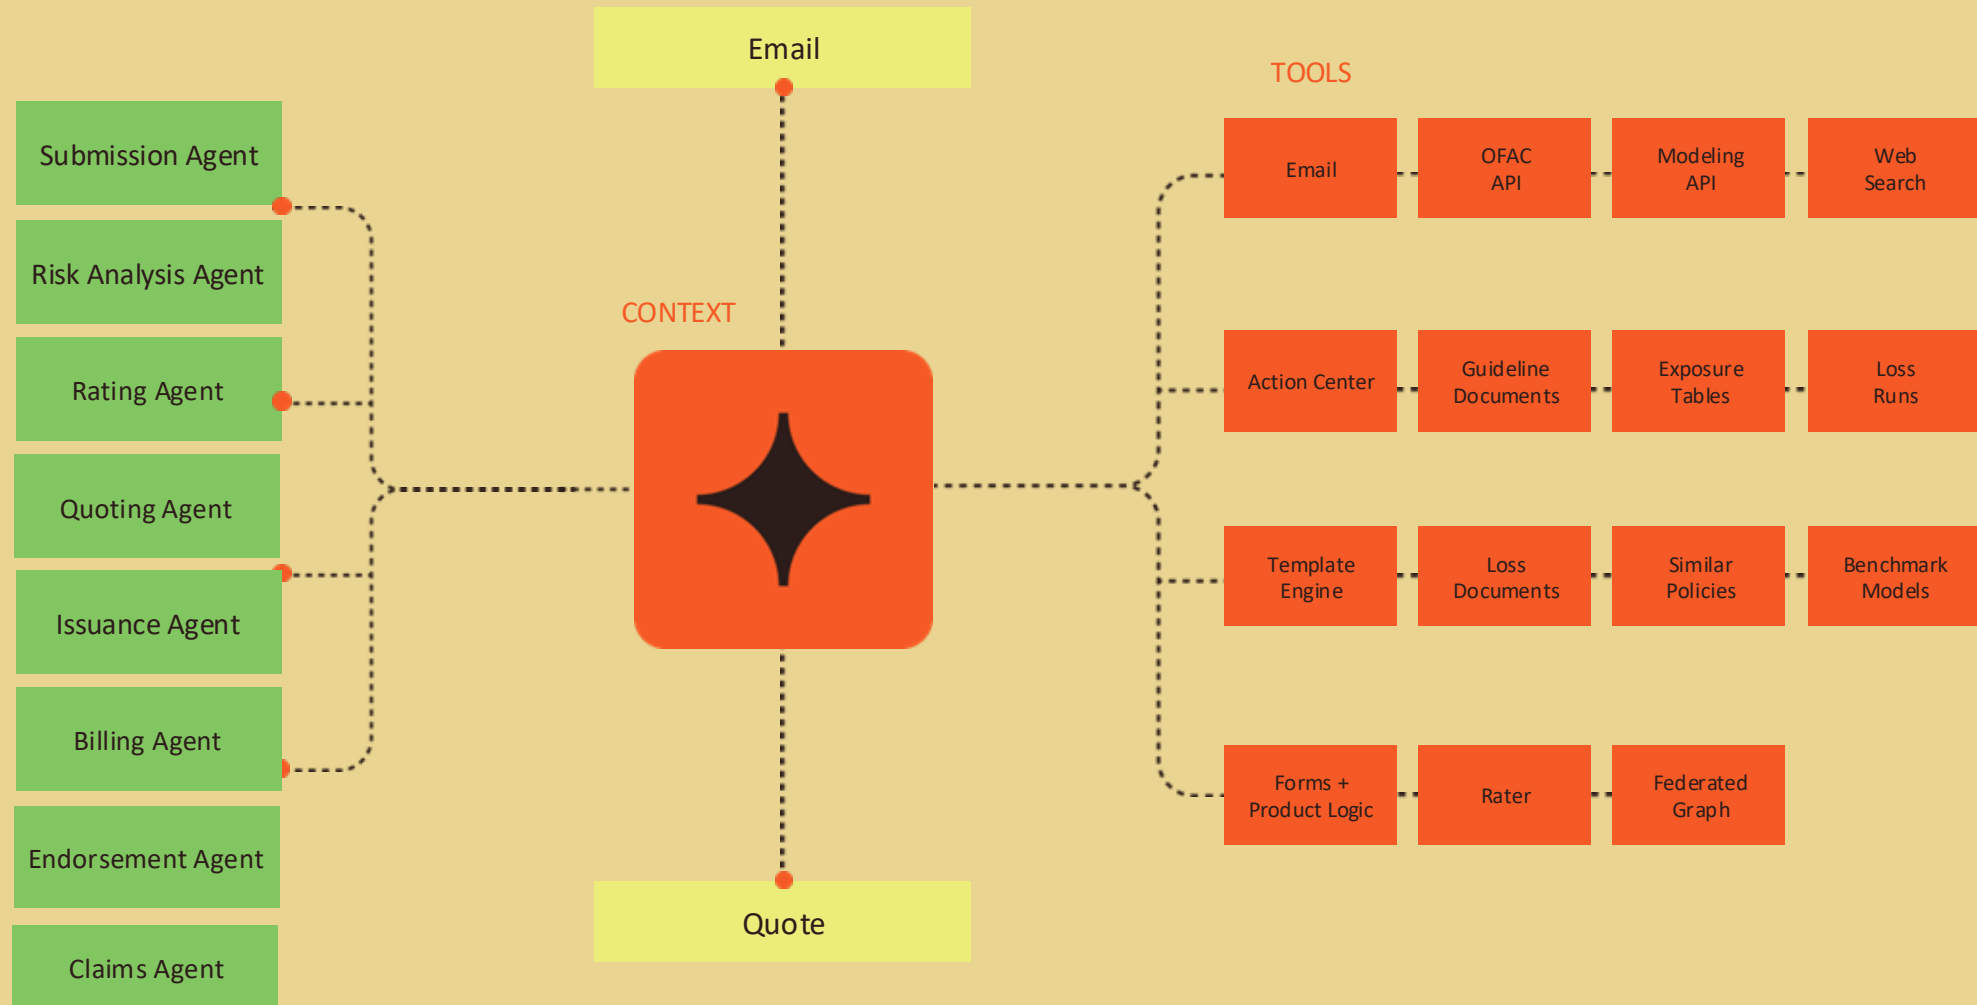 Email
TOOLS
Submission Agent
Risk Analysis Agent
Rating Agent
Quoting Agent
Issuance Agent
Billing Agent
Endorsement Agent
Claims Agent
CONTEXT
Quote
Email
OFAC
API
Modeling
API
Web
Search
Action Center
Guideline
Documents
Exposure
Tables
Loss
Runs
Template
Engine
Loss
Documents
Similar
Policies
Benchmark
Models
Forms +
Product Logic
Rater
Federated
Graph